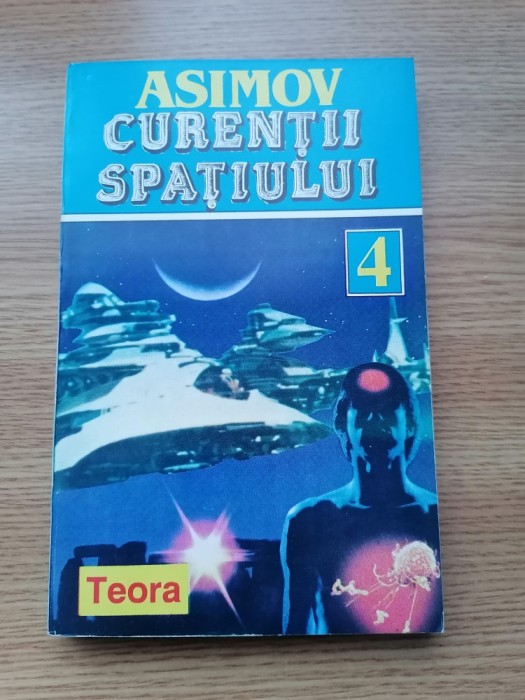 ASIMOV
CURENȚII
SPAȚIULUI
4
Teora